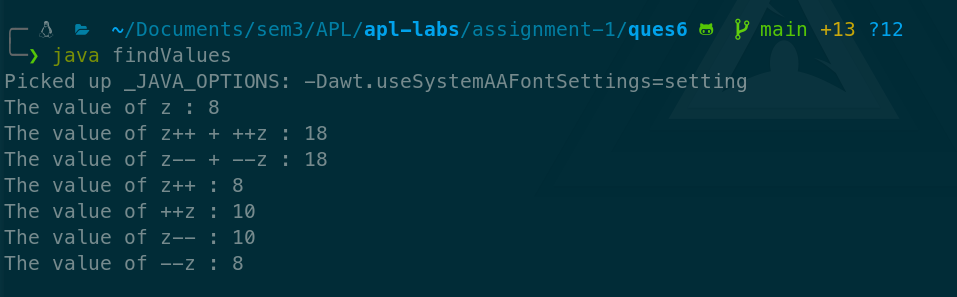 ~/Documents/sem3/APL/apl-labs/assignment-1/ques6 main +13 ?12
❯ java findValues
Picked up _JAVA_OPTIONS: -Dawt.useSystemAAFontSettings=setting
The value of z : 8
The value of z++ + ++z : 18
The value of z-- + --z : 18
The value of z++ : 8
The value of ++z : 10
The value of z-- : 10
The value of --z : 8